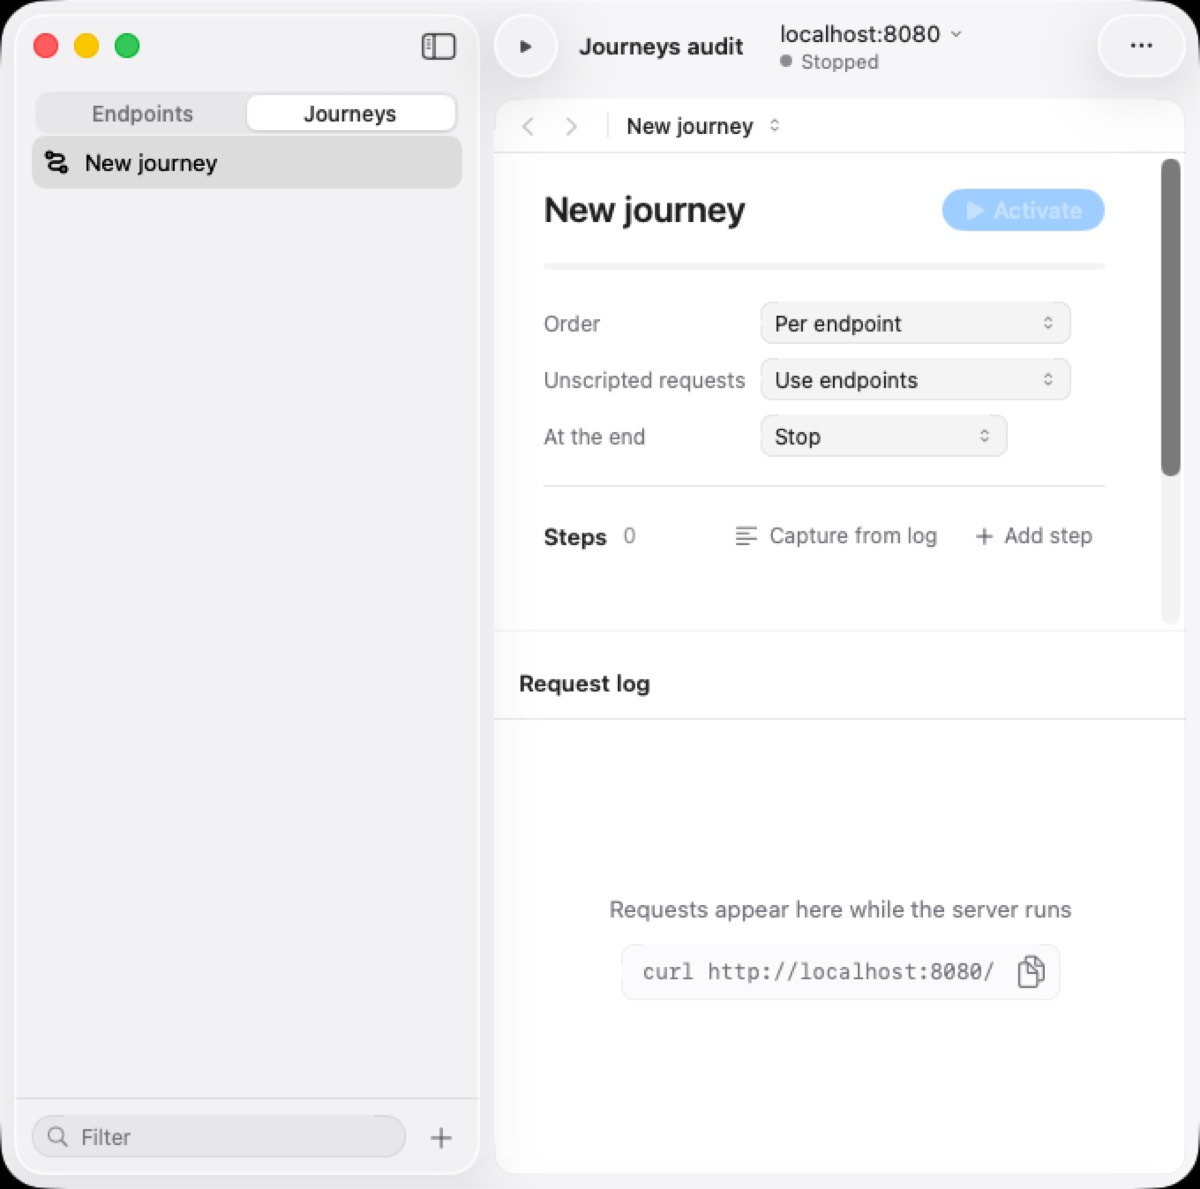 Journeys audit
localhost:8080
Stopped
Endpoints
Journeys
New journey
New journey
New journey
Activate
Order
Per endpoint
Unscripted requests
Use endpoints
At the end
Stop
Steps 0
Capture from log
Add step
Request log
Requests appear here while the server runs
curl http://localhost:8080/
Filter